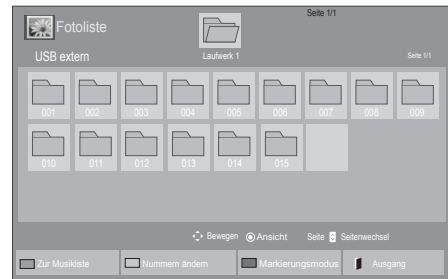 Fotoliste
Seite 1/1
USB extern
Laufwerk 1
Seite 1/1
001 002 003 004 005 006 007 008 009
010 011 012 013 014 015
Bewegen Ansicht Seite Seitenwechsel
Zur Musikliste Nummern ändern Markierungsmodus Ausgang